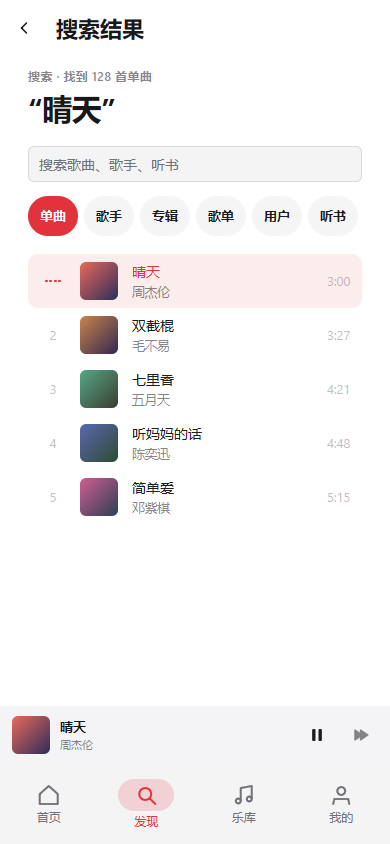 搜索结果
搜索 · 找到 128 首单曲
“晴天”
搜索歌曲、歌手、听书
单曲 歌手 专辑 歌单 用户 听书
晴天
周杰伦
3:00
2
双截棍
毛不易
3:27
3
七里香
五月天
4:21
4
听妈妈的话
陈奕迅
4:48
5
简单爱
邓紫棋
5:15
晴天
周杰伦
首页 发现 乐库 我的